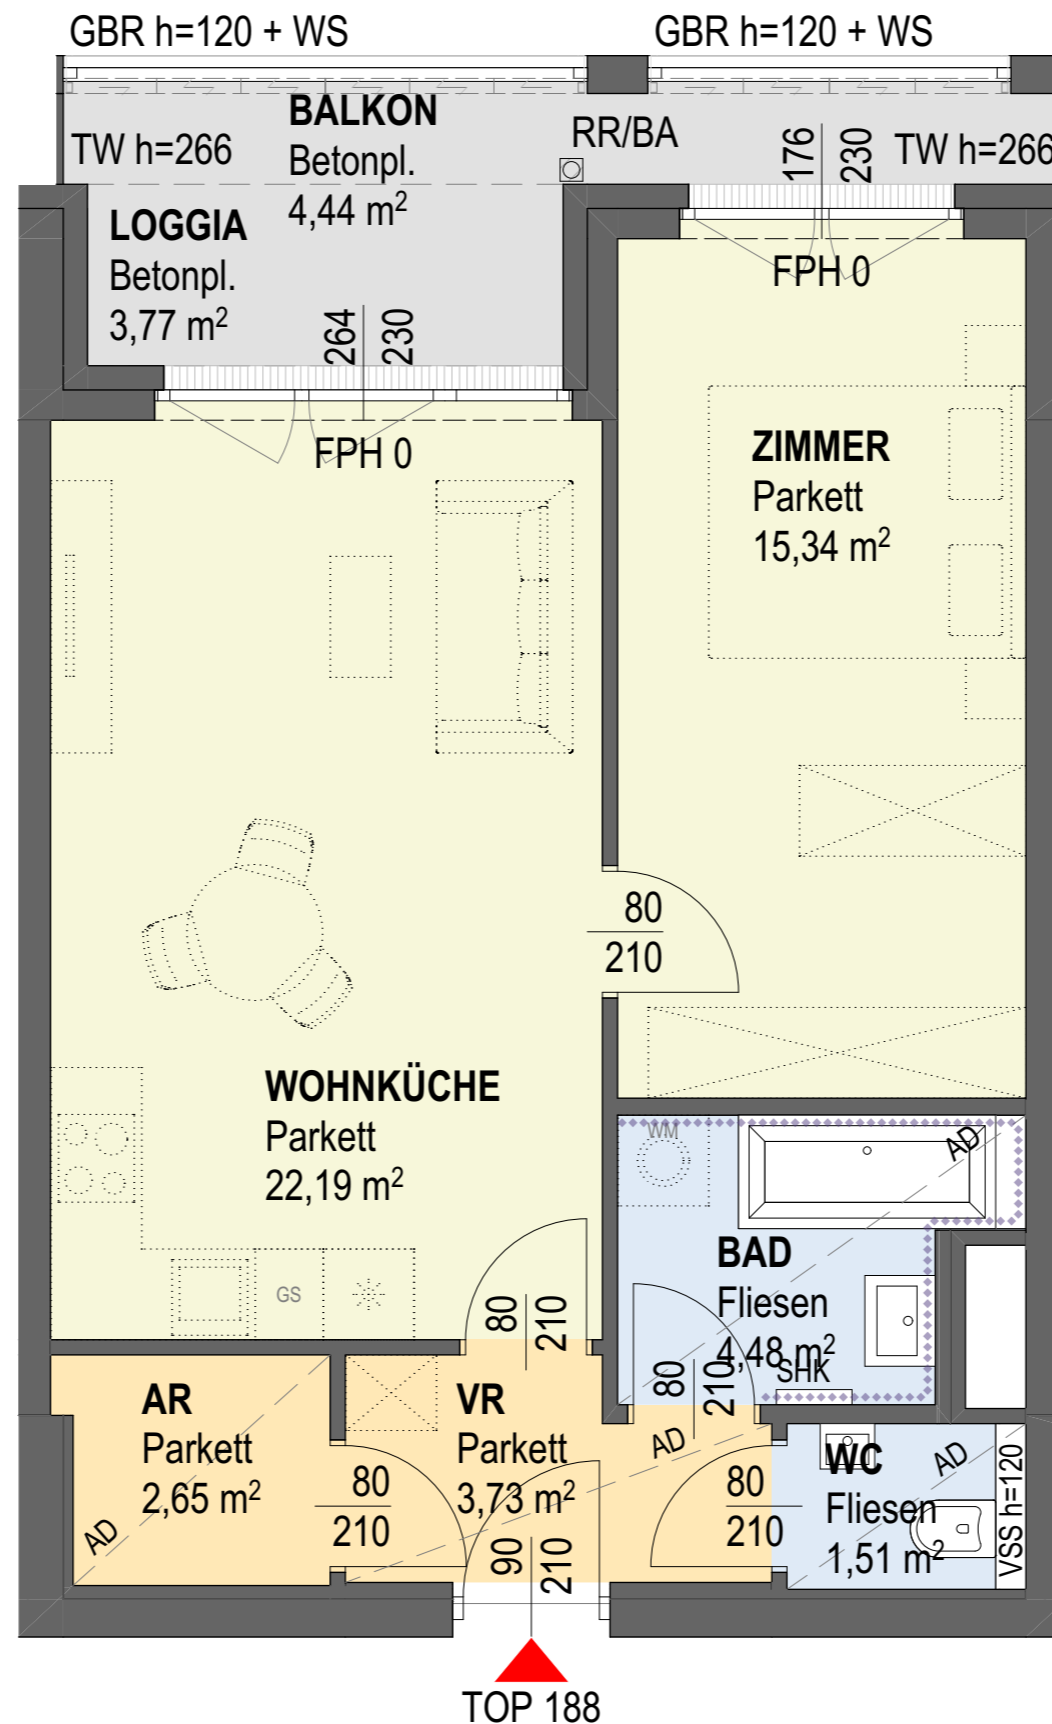 GBR h=120 + WS
GBR h=120 + WS
BALKON
Betonpl.
4,44 m²
TW h=266
RR/BA
176
230
TW h=266
LOGGIA
Betonpl.
3,77 m²
264
230
FPH 0
FPH 0
ZIMMER
Parkett
15,34 m²
80
210
WOHNKÜCHE
Parkett
22,19 m²
GS
80
210
WM
AD
BAD
Fliesen
4,48 m²
SHK
80
210
AR
Parkett
2,65 m²
AD
80
210
VR
Parkett
3,73 m²
AD
90
210
80
210
WC
Fliesen
1,51 m²
AD
VSS h=120
TOP 188